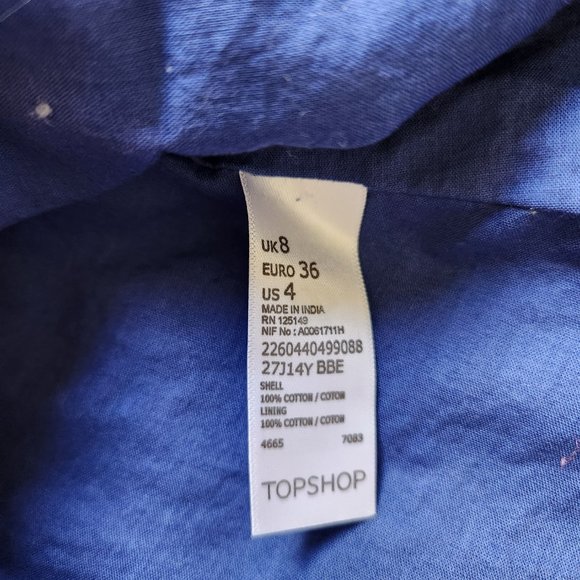 UK 8
EURO 36
US 4
MADE IN INDIA
RN 125149
NIF No : A0061711H
2260440499088
27J14Y BBE
SHELL
100% COTTON / COTON
LINING
100% COTTON / COTON
4665 7083
TOPSHOP